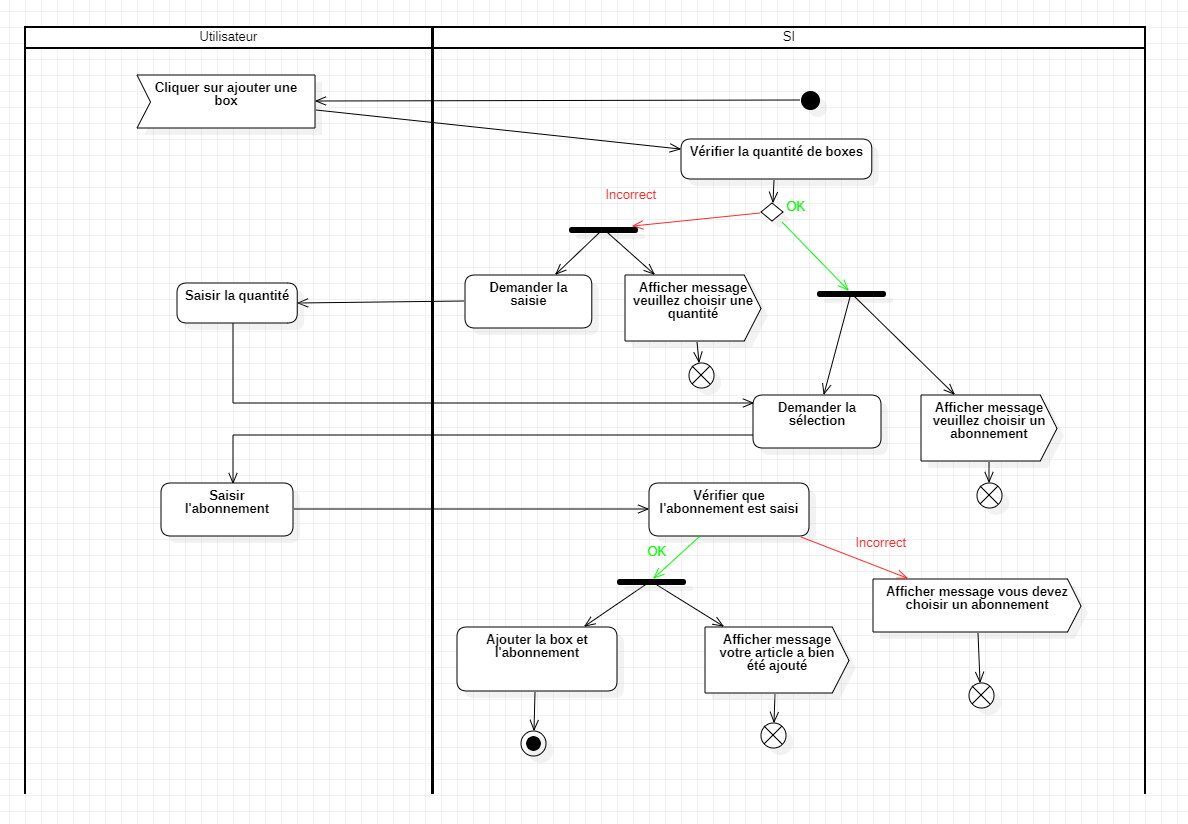 Utilisateur
SI
Cliquer sur ajouter une
box
Vérifier la quantité de boxes
Incorrect
OK
Saisir la quantité
Demander la
saisie
Afficher message
veuillez choisir une
quantité
Demander la
sélection
Afficher message
veuillez choisir un
abonnement
Saisir
l'abonnement
Vérifier que
l'abonnement est saisi
OK
Incorrect
Afficher message vous devez
choisir un abonnement
Ajouter la box et
l'abonnement
Afficher message
votre article a bien
été ajouté